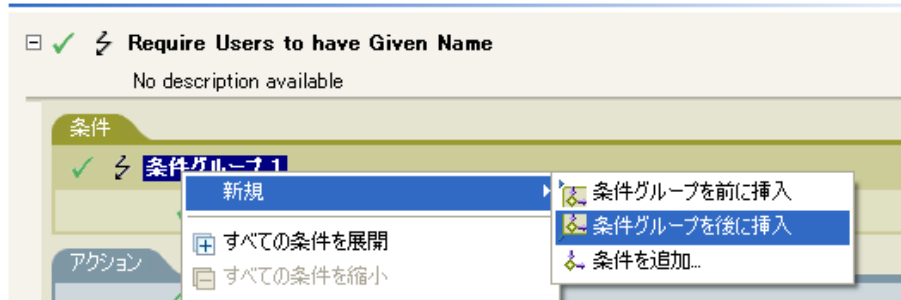 Require Users to have Given Name
No description available
条件
条件グループ 1
新規
条件グループを前に挿入
条件グループを後に挿入
すべての条件を展開
条件を追加...
アクション
すべての条件を縮小